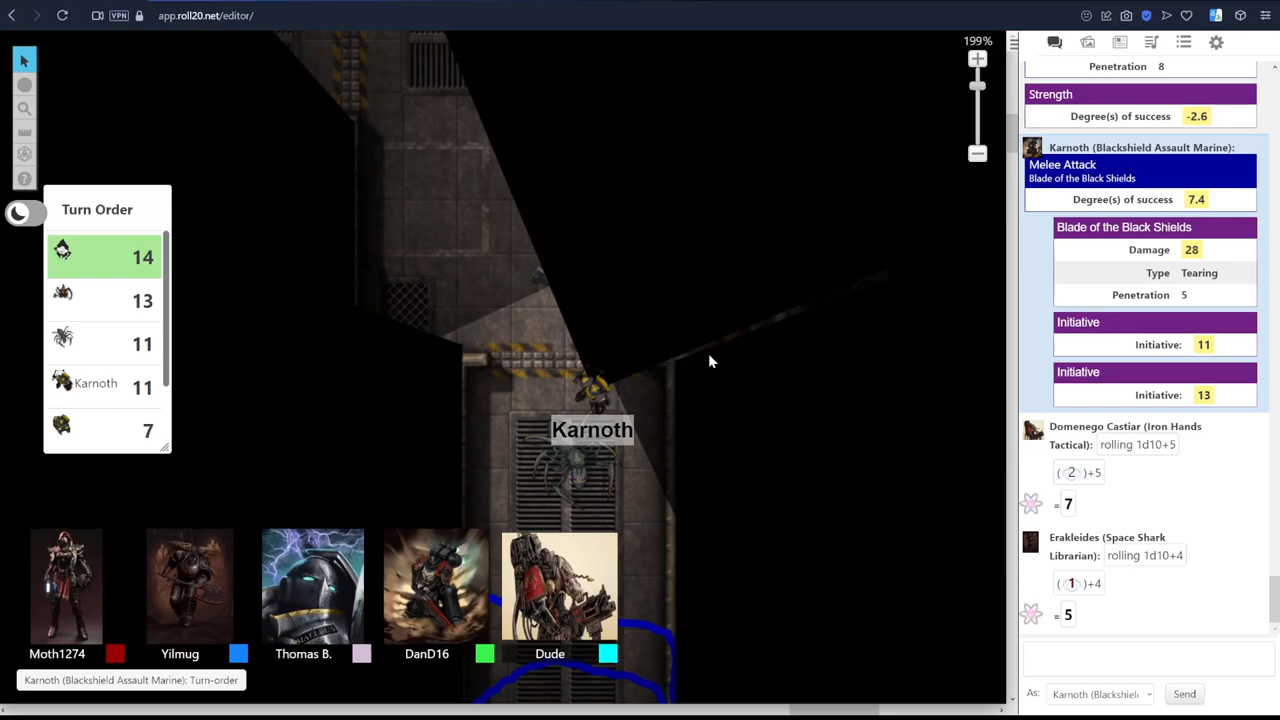 VPN
app.roll20.net/editor/
199%
Turn Order
14
13
11
Karnoth 11
7
Karnoth
Moth1274
Yilmug
Thomas B.
DanD16
Dude
Karnoth (Blackshield Assault Marine): Turn-order
Penetration 8
Strength
Degree(s) of success -2.6
Karnoth (Blackshield Assault Marine):
Melee Attack
Blade of the Black Shields
Degree(s) of success 7.4
Blade of the Black Shields
Damage 28
Type Tearing
Penetration 5
Initiative
Initiative: 11
Initiative
Initiative: 13
Domenego Castiar (Iron Hands
Tactical): rolling 1d10+5
(2)+5
= 7
Erakleides (Space Shark
Librarian): rolling 1d10+4
(1)+4
= 5
As: Karnoth (Blackshiel Send